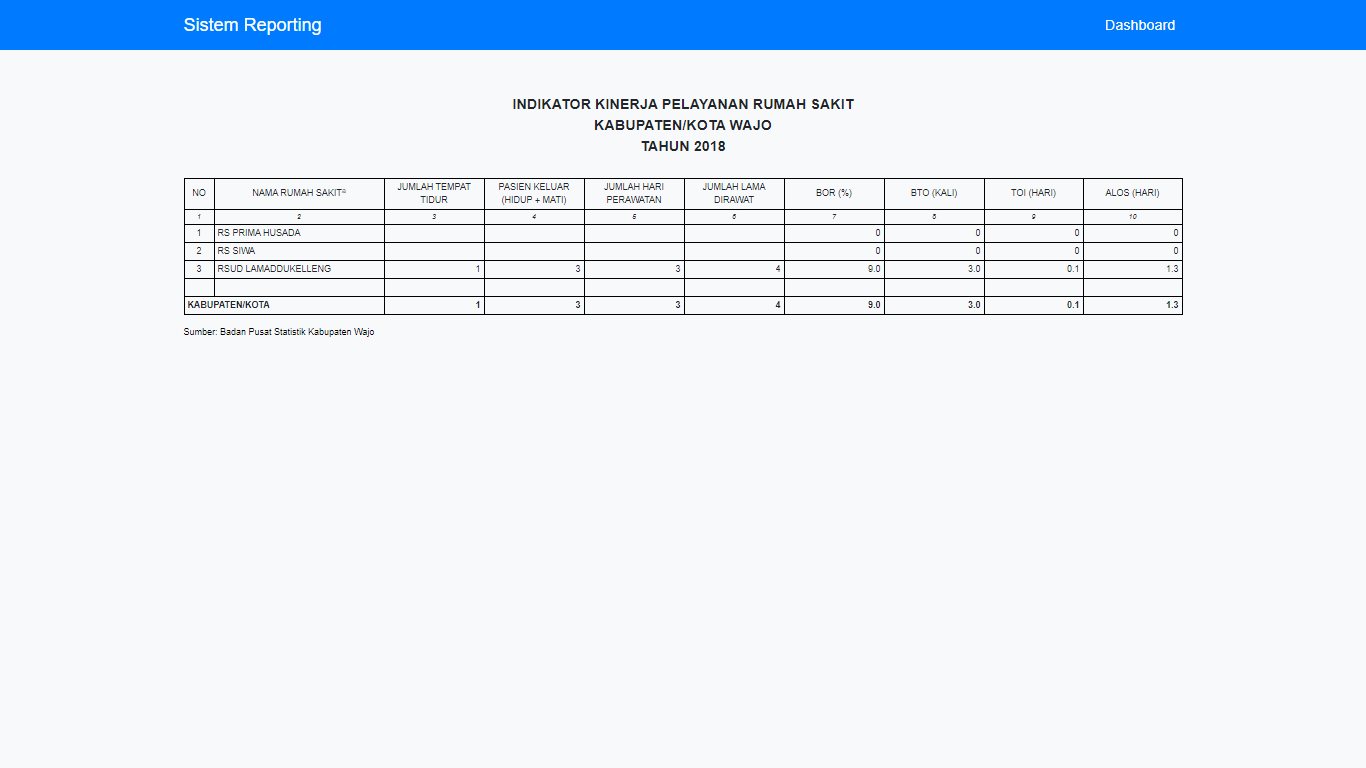 Sistem Reporting
Dashboard
INDIKATOR KINERJA PELAYANAN RUMAH SAKIT
KABUPATEN/KOTA WAJO
TAHUN 2018
NO NAMA RUMAH SAKITª JUMLAH TEMPAT TIDUR PASIEN KELUAR (HIDUP + MATI) JUMLAH HARI PERAWATAN JUMLAH LAMA DIRAWAT BOR (%) BTO (KALI) TOI (HARI) ALOS (HARI)
1 2 3 4 5 6 7 8 9 10
1 RS PRIMA HUSADA 0 0 0 0
2 RS SIWA 0 0 0 0
3 RSUD LAMADDUKELLENG 1 3 3 4 9.0 3.0 0.1 1.3
KABUPATEN/KOTA 1 3 3 4 9.0 3.0 0.1 1.3
Sumber: Badan Pusat Statistik Kabupaten Wajo